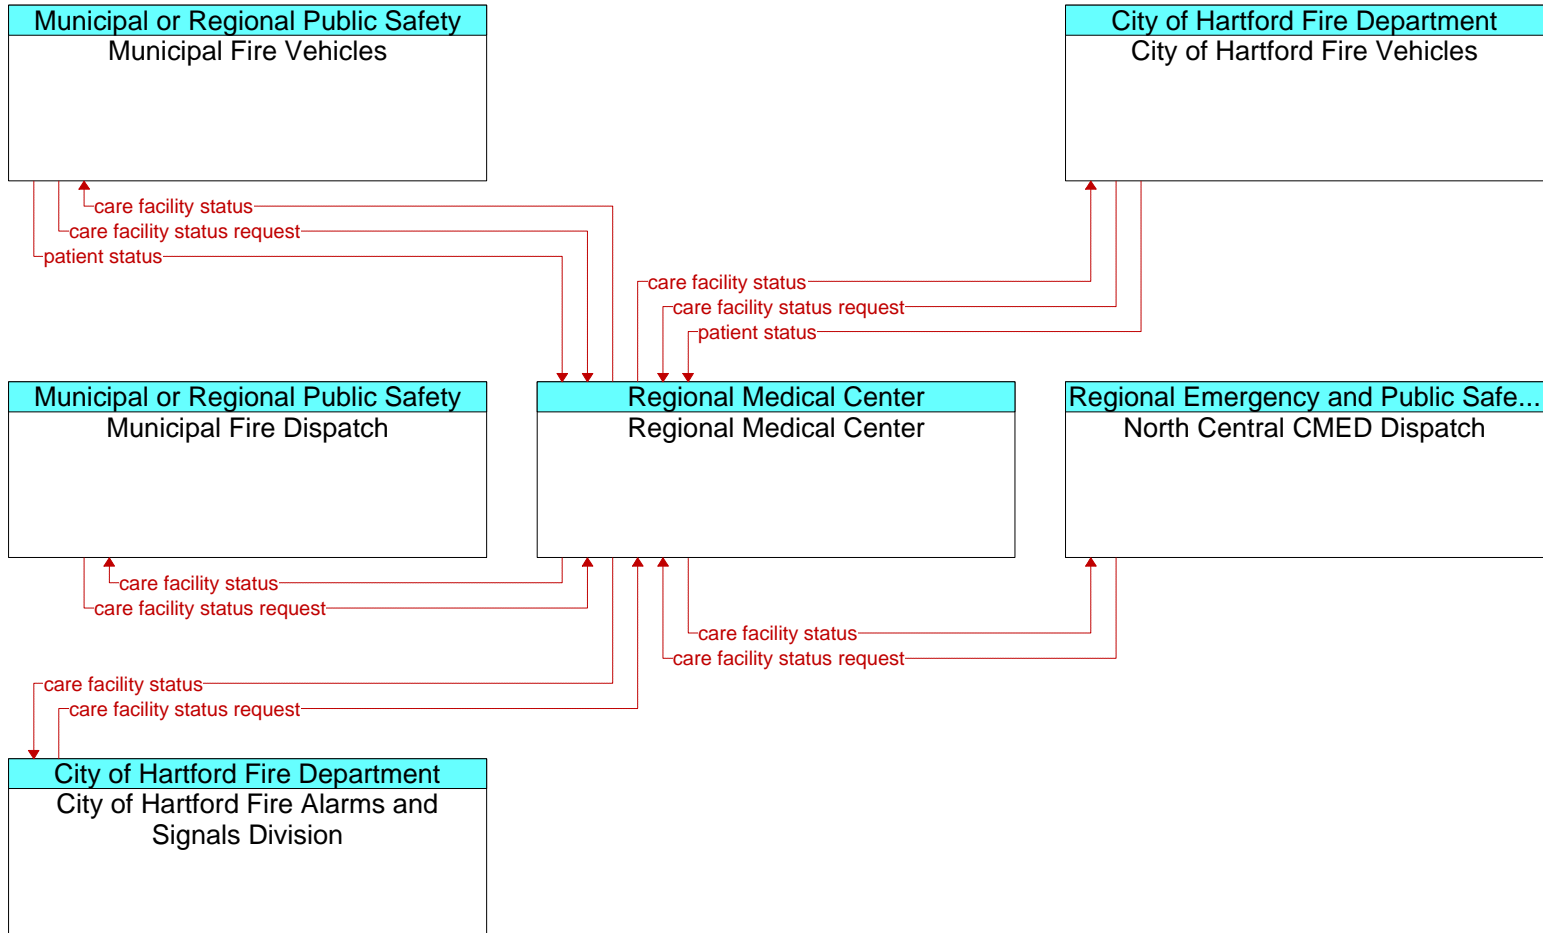 Municipal or Regional Public Safety
Municipal Fire Vehicles
City of Hartford Fire Department
City of Hartford Fire Vehicles
care facility status
care facility status request
patient status
care facility status
care facility status request
patient status
Municipal or Regional Public Safety
Municipal Fire Dispatch
Regional Medical Center
Regional Medical Center
Regional Emergency and Public Safe...
North Central CMED Dispatch
care facility status
care facility status request
care facility status
care facility status request
care facility status
care facility status request
City of Hartford Fire Department
City of Hartford Fire Alarms and
Signals Division